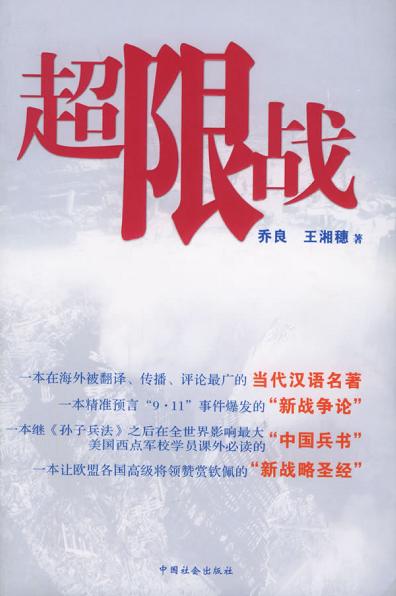 超限战
乔良 王湘穗 著
一本在海外被翻译、传播、评论最广的 当代汉语名著
一本精准预言“9·11”事件爆发的“新战争论”
一本继《孙子兵法》之后在全世界影响最大
美国西点军校学员课外必读的 “中国兵书”
一本让欧盟各国高级将领赞赏钦佩的“新战略圣经”
中国社会出版社